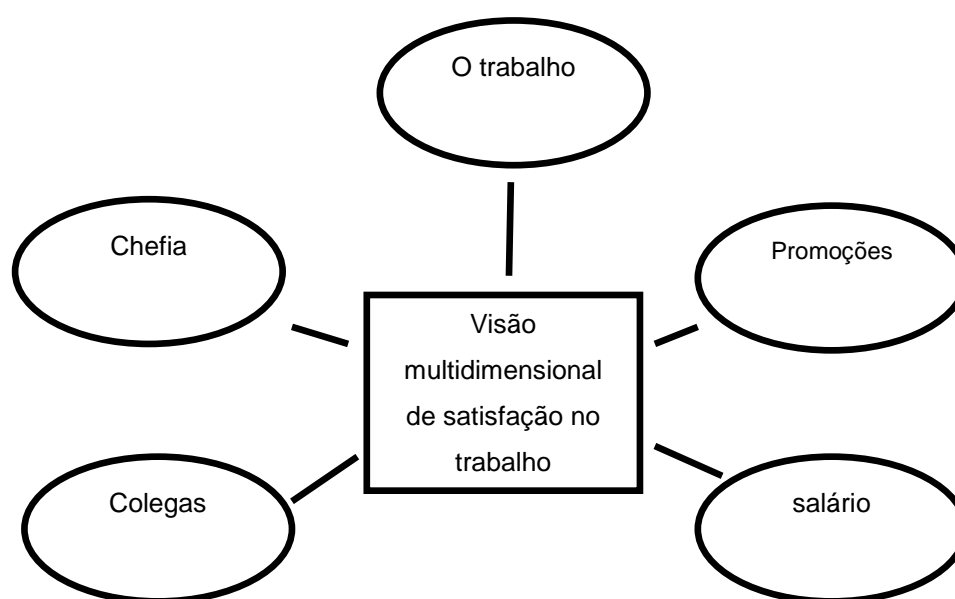 O trabalho
Chefia
Promoções
Visão
multidimensional
de satisfação no
trabalho
Colegas
salário